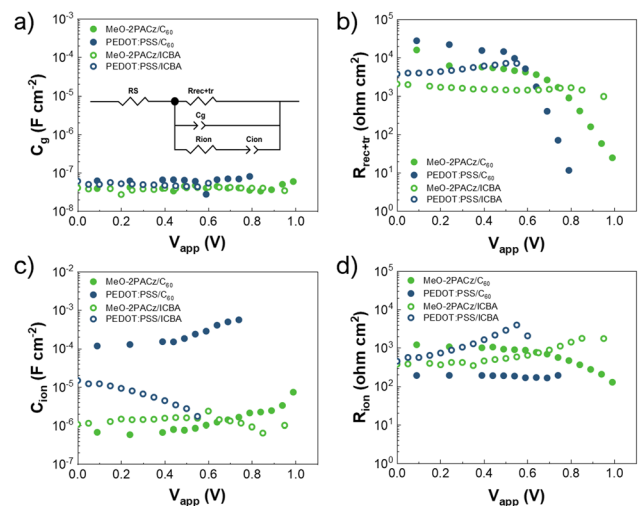 a)
C_g (F cm⁻²)
10⁻³
10⁻⁴
10⁻⁵
10⁻⁶
10⁻⁷
10⁻⁸
MeO-2PACz/C₆₀
PEDOT:PSS/C₆₀
MeO-2PACz/ICBA
PEDOT:PSS/ICBA
RS
Rrec+tr
Cg
Rion
Cion
0.0 0.2 0.4 0.6 0.8 1.0
V_app (V)
b)
R_rec+tr (ohm cm²)
10⁵
10⁴
10³
10²
10¹
10⁰
MeO-2PACz/C₆₀
PEDOT:PSS/C₆₀
MeO-2PACz/ICBA
PEDOT:PSS/ICBA
0.0 0.2 0.4 0.6 0.8 1.0
V_app (V)
c)
C_ion (F cm⁻²)
10⁻²
10⁻³
10⁻⁴
10⁻⁵
10⁻⁶
10⁻⁷
MeO-2PACz/C₆₀
PEDOT:PSS/C₆₀
MeO-2PACz/ICBA
PEDOT:PSS/ICBA
0.0 0.2 0.4 0.6 0.8 1.0
V_app (V)
d)
R_ion (ohm cm²)
10⁵
10⁴
10³
10²
10¹
10⁰
MeO-2PACz/C₆₀
PEDOT:PSS/C₆₀
MeO-2PACz/ICBA
PEDOT:PSS/ICBA
0.0 0.2 0.4 0.6 0.8 1.0
V_app (V)